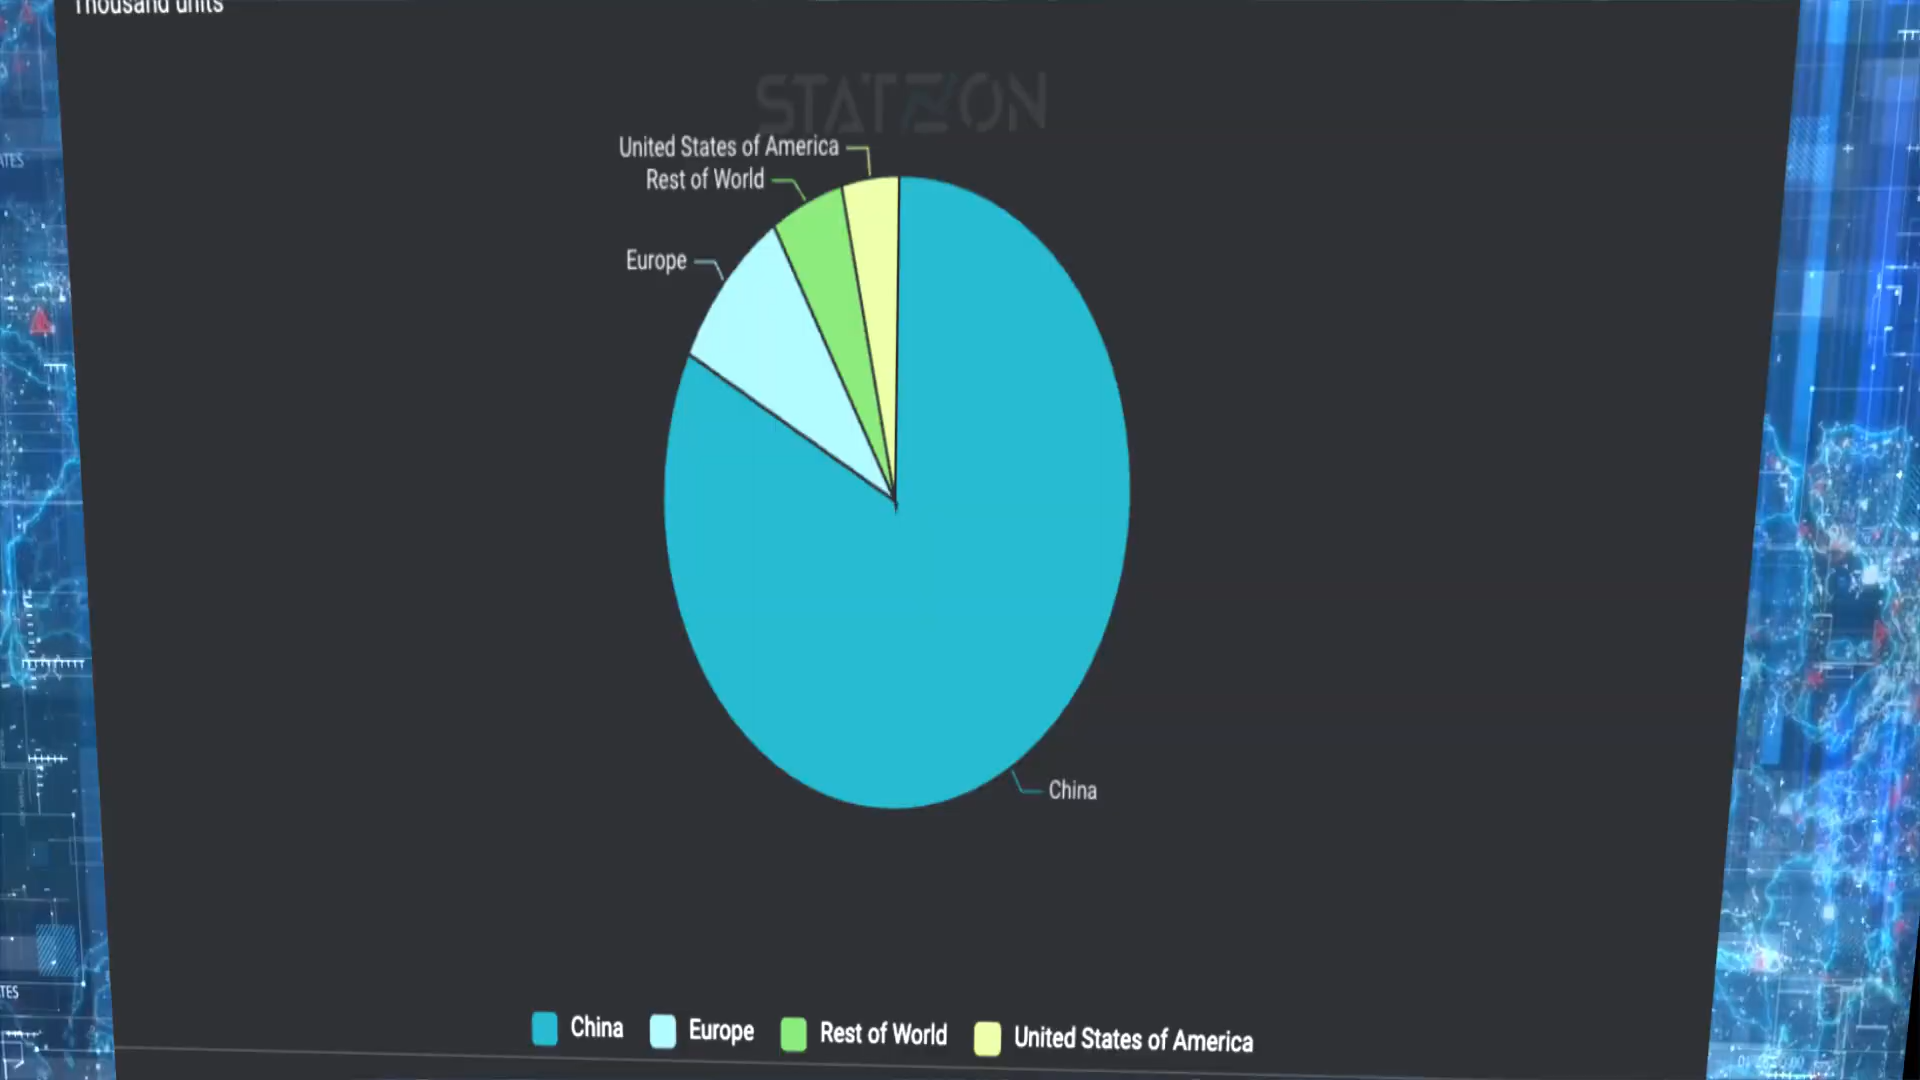 Thousand units
STATZON
United States of America
Rest of World
Europe
China
China
Europe
Rest of World
United States of America